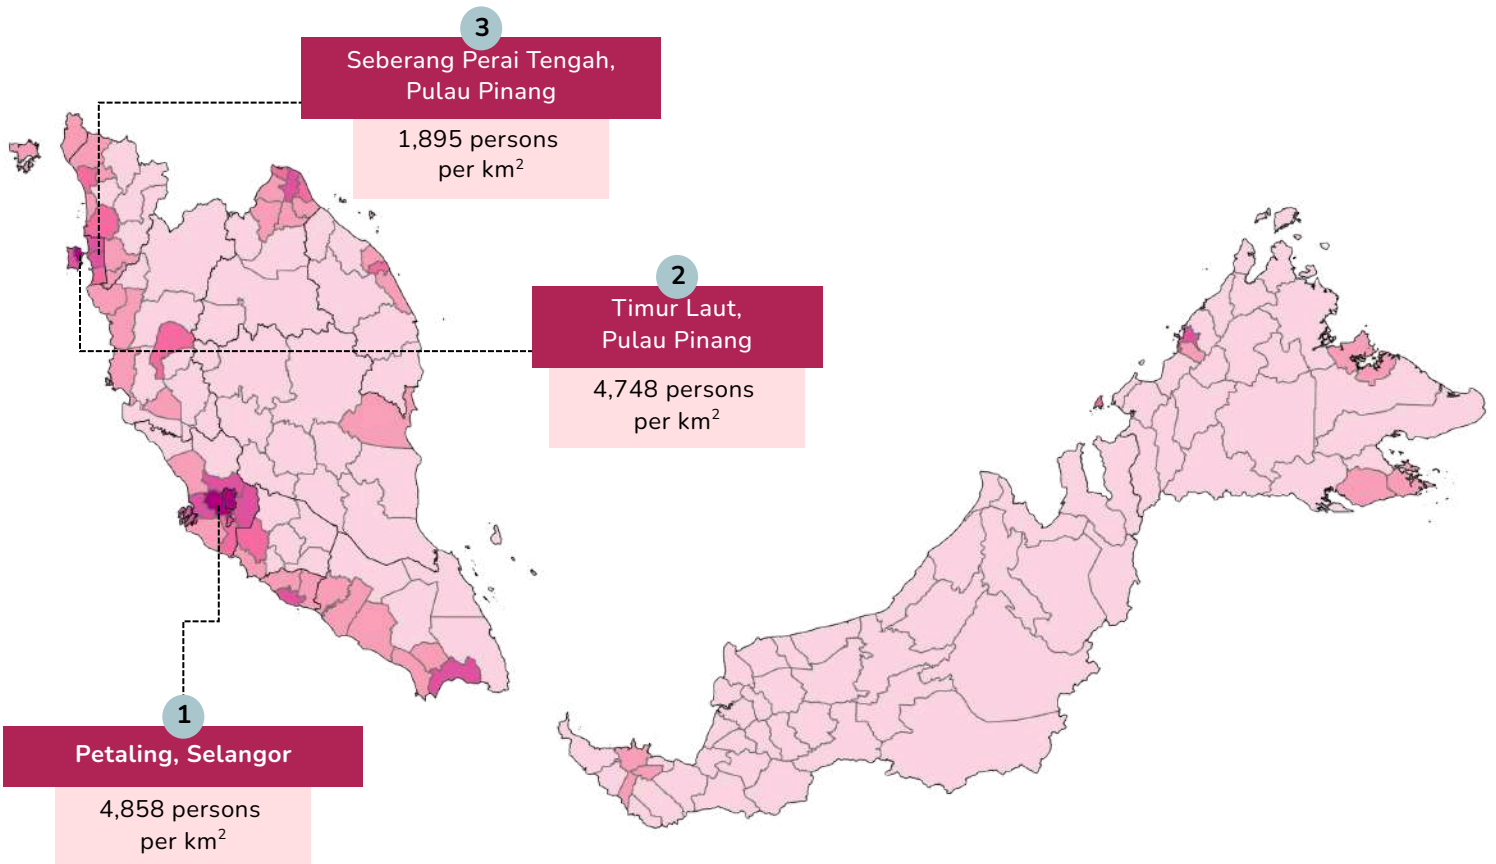 3
Seberang Perai Tengah,
Pulau Pinang
1,895 persons
per km²
2
Timur Laut,
Pulau Pinang
4,748 persons
per km²
1
Petaling, Selangor
4,858 persons
per km²